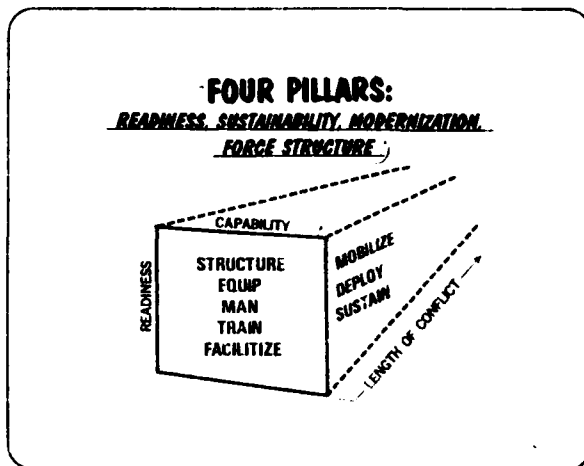 FOUR PILLARS:
READINESS, SUSTAINABILITY, MODERNIZATION,
FORCE STRUCTURE
CAPABILITY
READINESS
STRUCTURE
EQUIP
MAN
TRAIN
FACILITIZE
MOBILIZE
DEPLOY
SUSTAIN
LENGTH OF CONFLICT